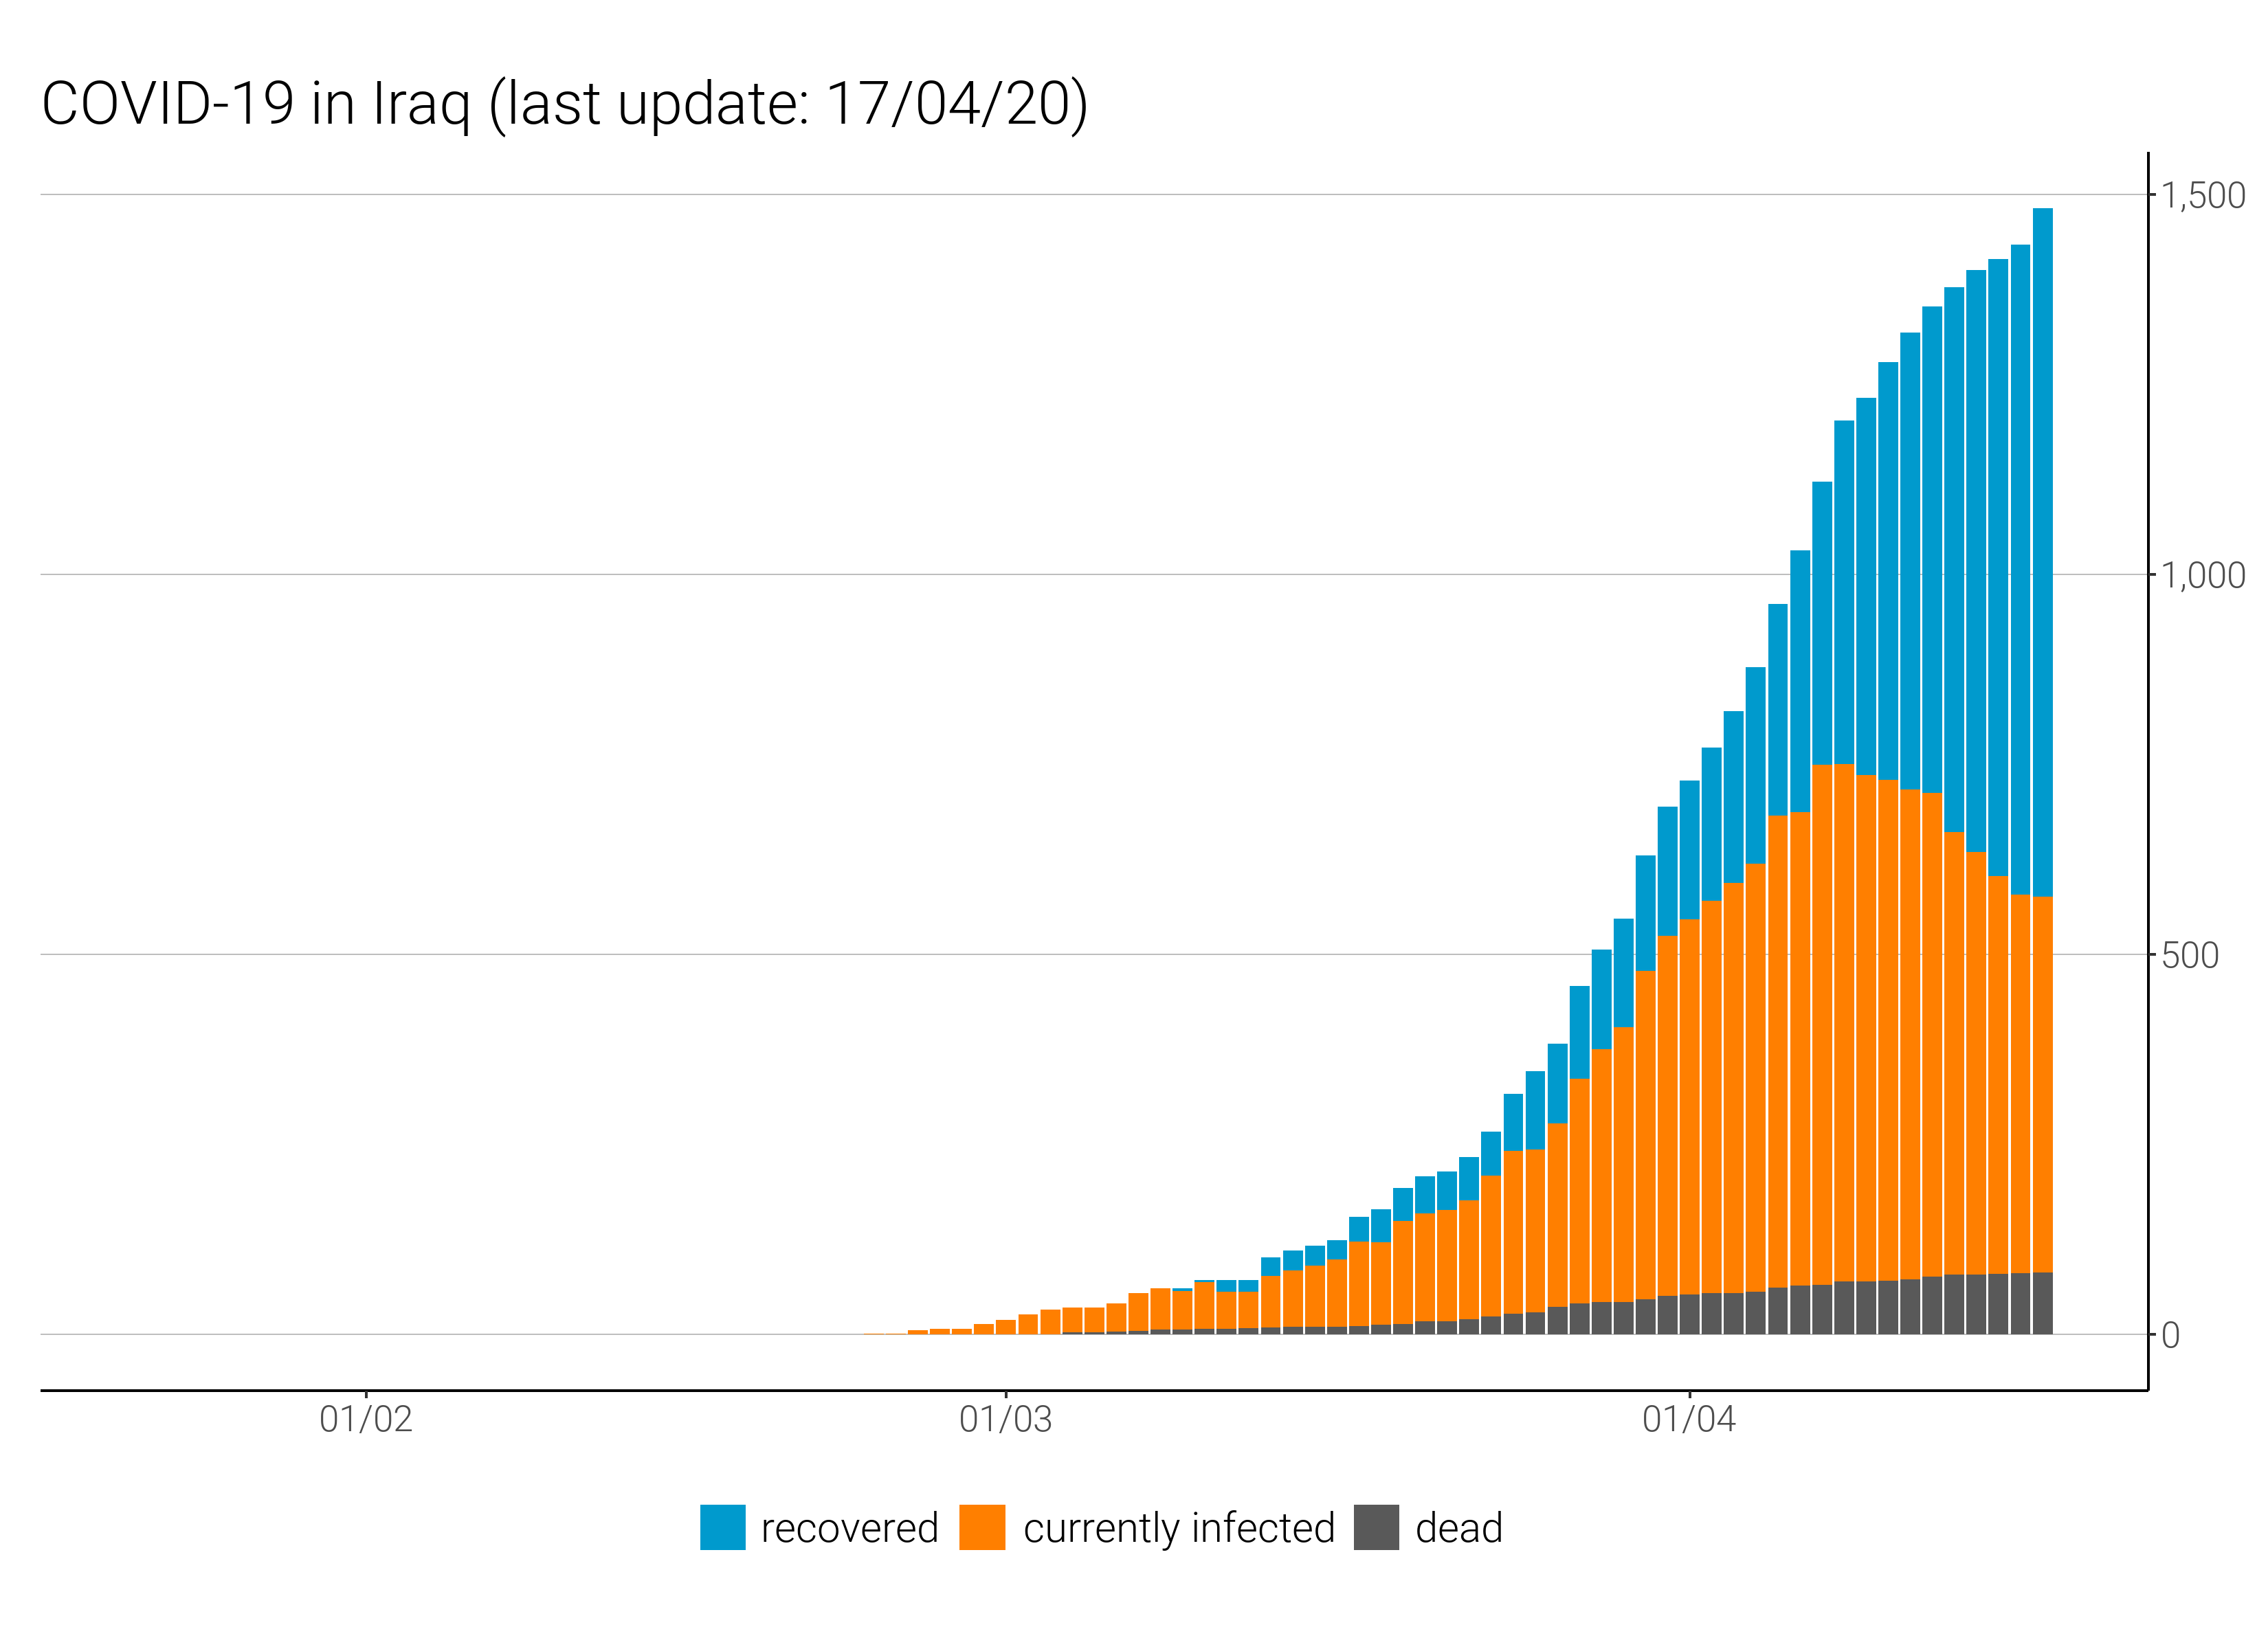 COVID-19 in Iraq (last update: 17/04/20)
1,500
1,000
500
0
01/02 01/03 01/04
recovered currently infected dead